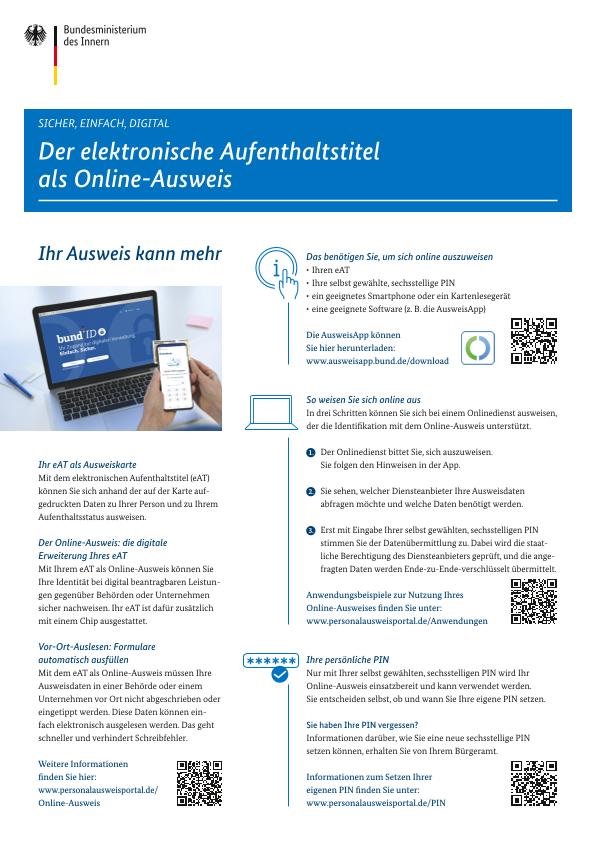 Bundesministerium
des Innern
SICHER, EINFACH, DIGITAL
Der elektronische Aufenthaltstitel
als Online-Ausweis
Ihr Ausweis kann mehr
bund ID
Ihr Zugang zur digitalen Verwaltung.
Einfach. Sicher.
Ihr eAT als Ausweiskarte
Mit dem elektronischen Aufenthaltstitel (eAT)
können Sie sich anhand der auf der Karte auf-
gedruckten Daten zu Ihrer Person und zu Ihrem
Aufenthaltsstatus ausweisen.
Der Online-Ausweis: die digitale
Erweiterung Ihres eAT
Mit Ihrem eAT als Online-Ausweis können Sie
Ihre Identität bei digital beantragbaren Leistun-
gen gegenüber Behörden oder Unternehmen
sicher nachweisen. Ihr eAT ist dafür zusätzlich
mit einem Chip ausgestattet.
Vor-Ort-Auslesen: Formulare
automatisch ausfüllen
Mit dem eAT als Online-Ausweis müssen Ihre
Ausweisdaten in einer Behörde oder einem
Unternehmen vor Ort nicht abgeschrieben oder
eingetippt werden. Diese Daten können ein-
fach elektronisch ausgelesen werden. Das geht
schneller und verhindert Schreibfehler.
Weitere Informationen
finden Sie hier:
www.personalausweisportal.de/
Online-Ausweis
Das benötigen Sie, um sich online auszuweisen
• Ihren eAT
• Ihre selbst gewählte, sechsstellige PIN
• ein geeignetes Smartphone oder ein Kartenlesegerät
• eine geeignete Software (z. B. die AusweisApp)
Die AusweisApp können
Sie hier herunterladen:
www.ausweisapp.bund.de/download
So weisen Sie sich online aus
In drei Schritten können Sie sich bei einem Onlinedienst ausweisen,
der die Identifikation mit dem Online-Ausweis unterstützt.
1. Der Onlinedienst bittet Sie, sich auszuweisen.
Sie folgen den Hinweisen in der App.
2. Sie sehen, welcher Diensteanbieter Ihre Ausweisdaten
abfragen möchte und welche Daten benötigt werden.
3. Erst mit Eingabe Ihrer selbst gewählten, sechsstelligen PIN
stimmen Sie der Datenübermittlung zu. Dabei wird die staat-
liche Berechtigung des Diensteanbieters geprüft, und die ange-
fragten Daten werden Ende-zu-Ende-verschlüsselt übermittelt.
Anwendungsbeispiele zur Nutzung Ihres
Online-Ausweises finden Sie unter:
www.personalausweisportal.de/Anwendungen
******
Ihre persönliche PIN
Nur mit Ihrer selbst gewählten, sechsstelligen PIN wird Ihr
Online-Ausweis einsatzbereit und kann verwendet werden.
Sie entscheiden selbst, ob und wann Sie Ihre eigene PIN setzen.
Sie haben Ihre PIN vergessen?
Informationen darüber, wie Sie eine neue sechsstellige PIN
setzen können, erhalten Sie von Ihrem Bürgeramt.
Informationen zum Setzen Ihrer
eigenen PIN finden Sie unter:
www.personalausweisportal.de/PIN